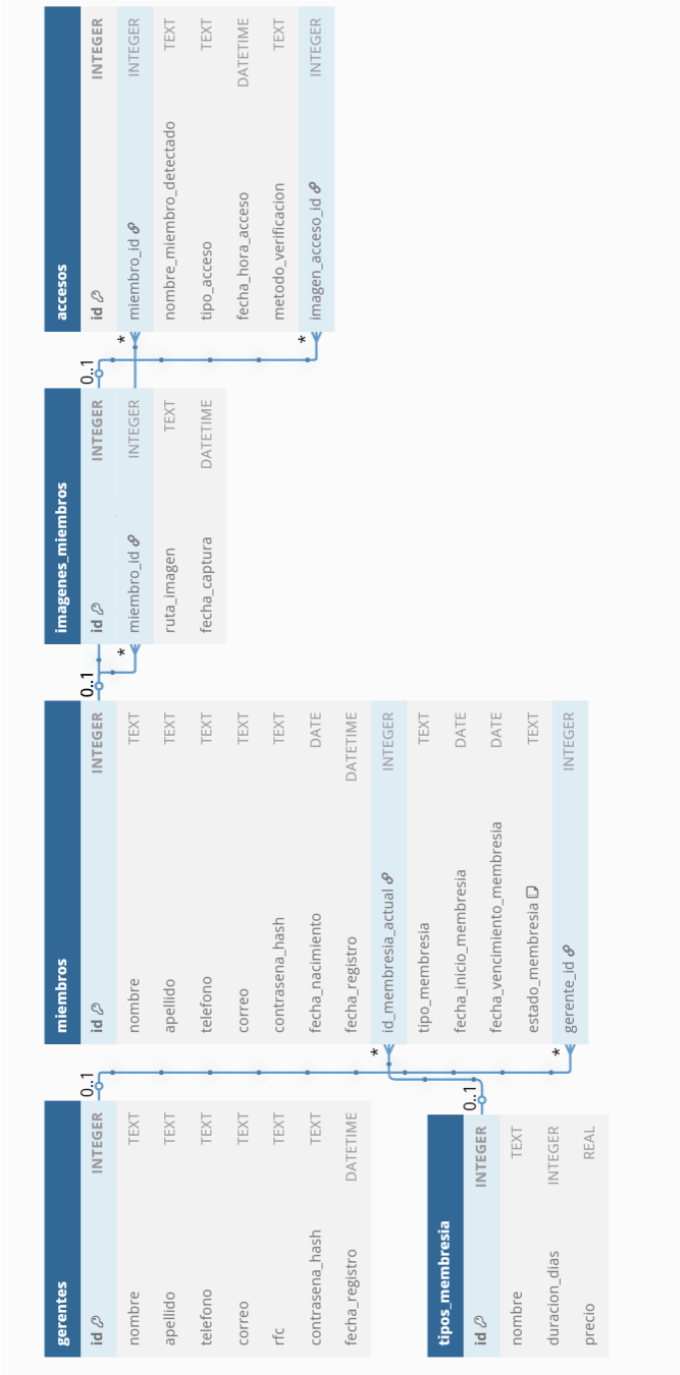 gerentes
id INTEGER
nombre TEXT
apellido TEXT
telefono TEXT
correo TEXT
rfc TEXT
contrasena_hash TEXT
fecha_registro DATETIME
0..1
*
tipos_membresia
id INTEGER
nombre TEXT
duracion_dias INTEGER
precio REAL
0..1
*
miembros
id INTEGER
nombre TEXT
apellido TEXT
telefono TEXT
correo TEXT
contrasena_hash TEXT
fecha_nacimiento DATE
fecha_registro DATETIME
id_membresia_actual INTEGER
tipo_membresia TEXT
fecha_inicio_membresia DATE
fecha_vencimiento_membresia DATE
estado_membresia TEXT
gerente_id INTEGER
0..1
*
imagenes_miembros
id INTEGER
miembro_id INTEGER
ruta_imagen TEXT
fecha_captura DATETIME
0..1
*
*
accesos
id INTEGER
miembro_id INTEGER
nombre_miembro_detectado TEXT
tipo_acceso TEXT
fecha_hora_acceso DATETIME
metodo_verificacion TEXT
imagen_acceso_id INTEGER